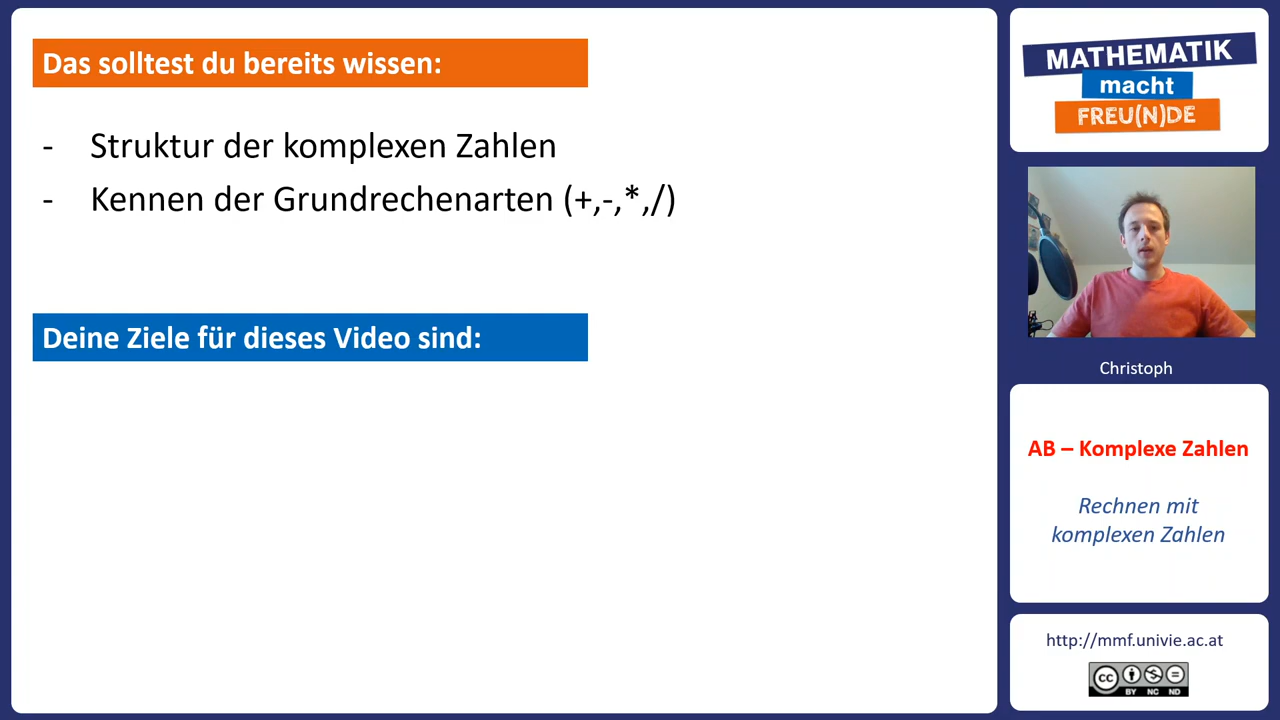 Das solltest du bereits wissen:
- Struktur der komplexen Zahlen
- Kennen der Grundrechenarten (+,-,*,/)
Deine Ziele für dieses Video sind:
MATHEMATIK
macht
FREU(N)DE
Christoph
AB – Komplexe Zahlen
Rechnen mit
komplexen Zahlen
http://mmf.univie.ac.at
cc
BY NC ND